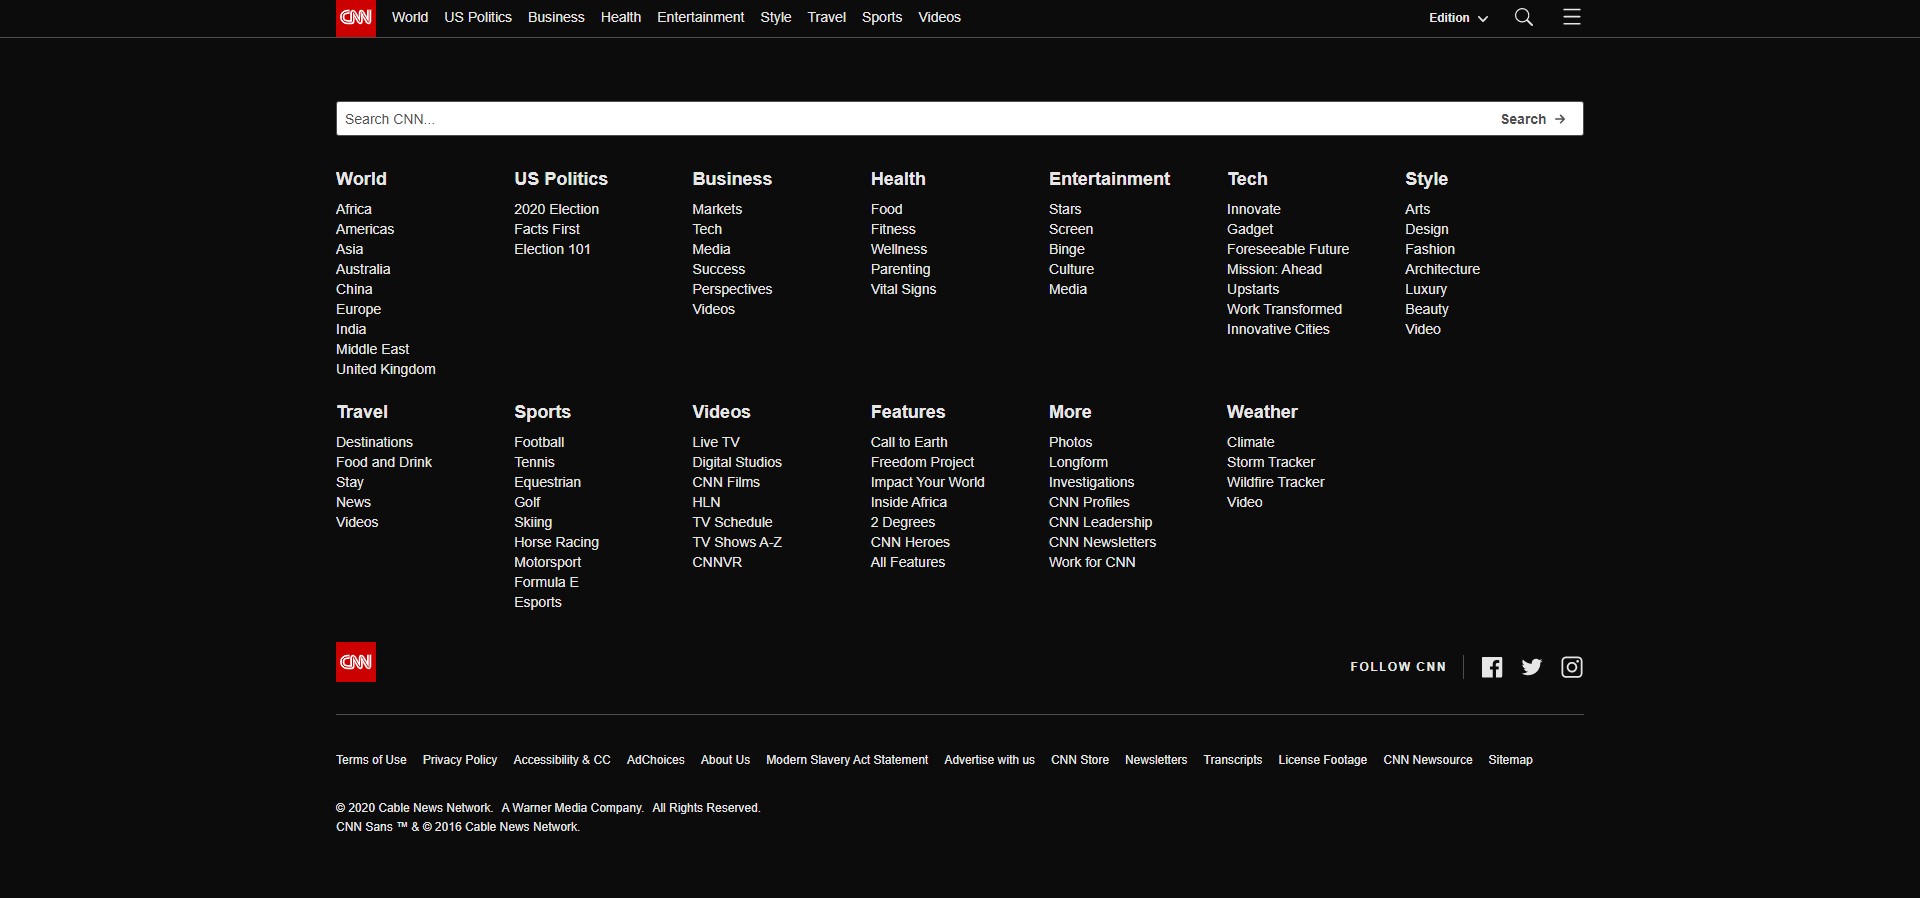 CNN World US Politics Business Health Entertainment Style Travel Sports Videos Edition
Search CNN... Search →
World
Africa
Americas
Asia
Australia
China
Europe
India
Middle East
United Kingdom
US Politics
2020 Election
Facts First
Election 101
Business
Markets
Tech
Media
Success
Perspectives
Videos
Health
Food
Fitness
Wellness
Parenting
Vital Signs
Entertainment
Stars
Screen
Binge
Culture
Media
Tech
Innovate
Gadget
Foreseeable Future
Mission: Ahead
Upstarts
Work Transformed
Innovative Cities
Style
Arts
Design
Fashion
Architecture
Luxury
Beauty
Video
Travel
Destinations
Food and Drink
Stay
News
Videos
Sports
Football
Tennis
Equestrian
Golf
Skiing
Horse Racing
Motorsport
Formula E
Esports
Videos
Live TV
Digital Studios
CNN Films
HLN
TV Schedule
TV Shows A-Z
CNNVR
Features
Call to Earth
Freedom Project
Impact Your World
Inside Africa
2 Degrees
CNN Heroes
All Features
More
Photos
Longform
Investigations
CNN Profiles
CNN Leadership
CNN Newsletters
Work for CNN
Weather
Climate
Storm Tracker
Wildfire Tracker
Video
CNN FOLLOW CNN
Terms of Use Privacy Policy Accessibility & CC AdChoices About Us Modern Slavery Act Statement Advertise with us CNN Store Newsletters Transcripts License Footage CNN Newsource Sitemap
© 2020 Cable News Network. A Warner Media Company. All Rights Reserved.
CNN Sans ™ & © 2016 Cable News Network.